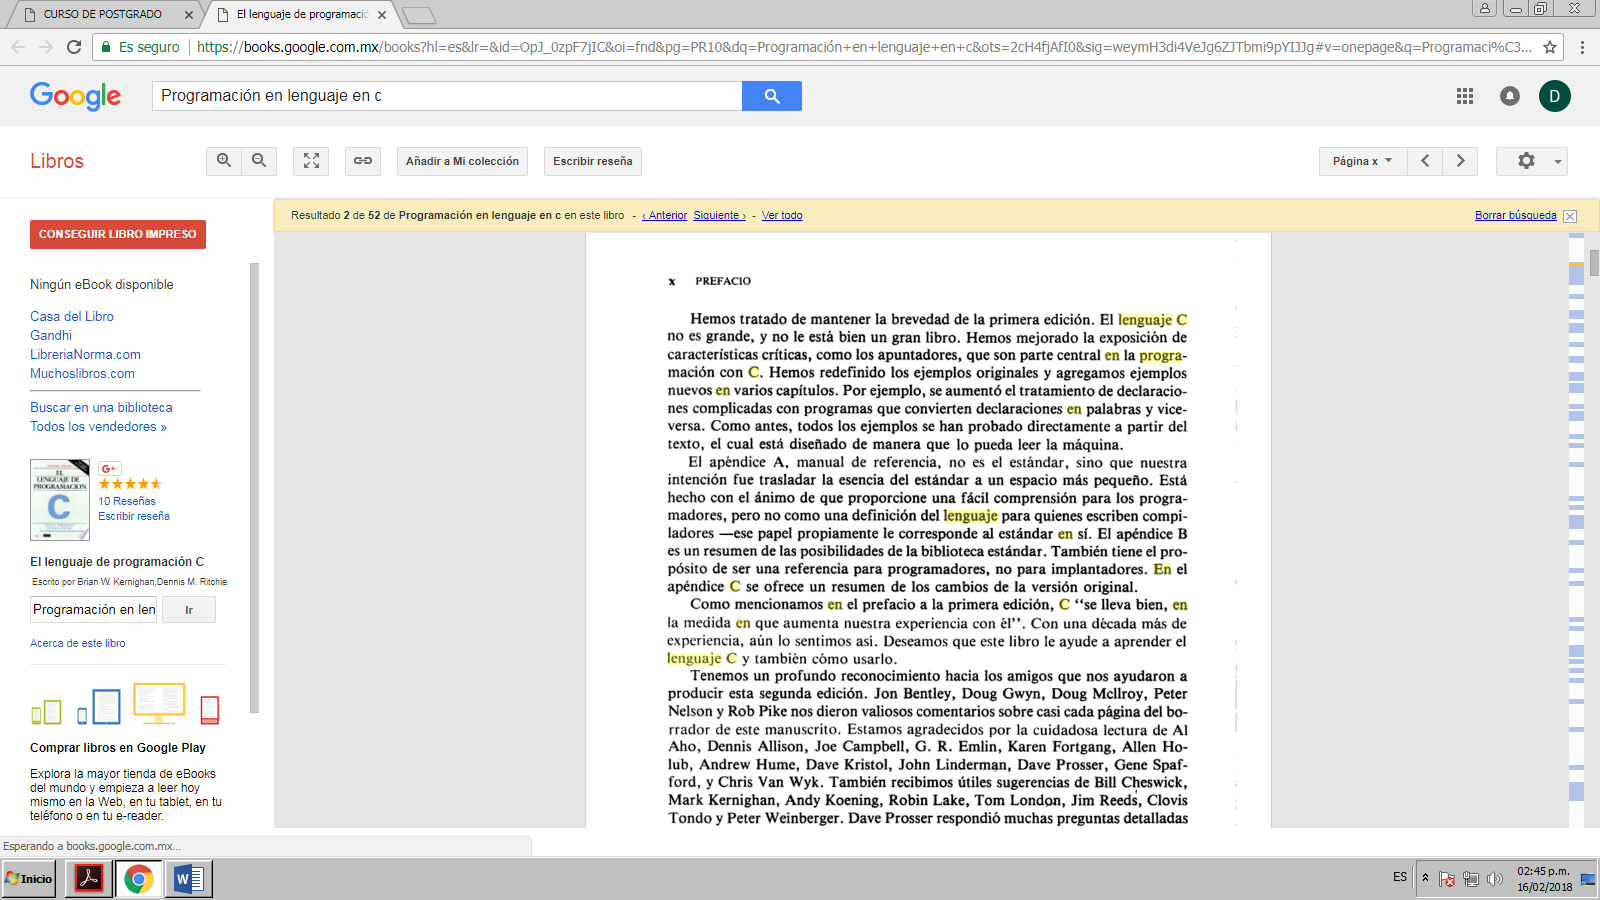 CURSO DE POSTGRADO
El lenguaje de programació
Es seguro
https://books.google.com.mx/books?hl=es&lr=&id=OpJ_0zpF7jIC&oi=fnd&pg=PR10&dq=Programación+en+lenguaje+en+c&ots=2cH4fjAfI0&sig=weymH3di4VeJg6ZJTbmi9pYIJJg#v=onepage&q=Programaci%C3...
Google
Programación en lenguaje en c
D
Libros
Añadir a Mi colección
Escribir reseña
Página x
Resultado 2 de 52 de Programación en lenguaje en c en este libro - ‹ Anterior Siguiente › - Ver todo
Borrar búsqueda
CONSEGUIR LIBRO IMPRESO
Ningún eBook disponible
Casa del Libro
Gandhi
LibreriaNorma.com
Muchoslibros.com
Buscar en una biblioteca
Todos los vendedores »
EL
LENGUAJE DE
PROGRAMACION
C
G+
10 Reseñas
Escribir reseña
El lenguaje de programación C
Escrito por Brian W. Kernighan,Dennis M. Ritchie
Programación en len
Ir
Acerca de este libro
Comprar libros en Google Play
Explora la mayor tienda de eBooks
del mundo y empieza a leer hoy
mismo en la Web, en tu tablet, en tu
teléfono o en tu e-reader.
x PREFACIO
Hemos tratado de mantener la brevedad de la primera edición. El lenguaje C
no es grande, y no le está bien un gran libro. Hemos mejorado la exposición de
características críticas, como los apuntadores, que son parte central en la progra-
mación con C. Hemos redefinido los ejemplos originales y agregamos ejemplos
nuevos en varios capítulos. Por ejemplo, se aumentó el tratamiento de declaracio-
nes complicadas con programas que convierten declaraciones en palabras y vice-
versa. Como antes, todos los ejemplos se han probado directamente a partir del
texto, el cual está diseñado de manera que lo pueda leer la máquina.
El apéndice A, manual de referencia, no es el estándar, sino que nuestra
intención fue trasladar la esencia del estándar a un espacio más pequeño. Está
hecho con el ánimo de que proporcione una fácil comprensión para los progra-
madores, pero no como una definición del lenguaje para quienes escriben compi-
ladores —ese papel propiamente le corresponde al estándar en sí. El apéndice B
es un resumen de las posibilidades de la biblioteca estándar. También tiene el pro-
pósito de ser una referencia para programadores, no para implantadores. En el
apéndice C se ofrece un resumen de los cambios de la versión original.
Como mencionamos en el prefacio a la primera edición, C “se lleva bien, en
la medida en que aumenta nuestra experiencia con él”. Con una década más de
experiencia, aún lo sentimos así. Deseamos que este libro le ayude a aprender el
lenguaje C y también cómo usarlo.
Tenemos un profundo reconocimiento hacia los amigos que nos ayudaron a
producir esta segunda edición. Jon Bentley, Doug Gwyn, Doug McIlroy, Peter
Nelson y Rob Pike nos dieron valiosos comentarios sobre casi cada página del bo-
rrador de este manuscrito. Estamos agradecidos por la cuidadosa lectura de Al
Aho, Dennis Allison, Joe Campbell, G. R. Emlin, Karen Fortgang, Allen Ho-
lub, Andrew Hume, Dave Kristol, John Linderman, Dave Prosser, Gene Spaf-
ford, y Chris Van Wyk. También recibimos útiles sugerencias de Bill Cheswick,
Mark Kernighan, Andy Koening, Robin Lake, Tom London, Jim Reeds, Clovis
Tondo y Peter Weinberger. Dave Prosser respondió muchas preguntas detalladas
Esperando a books.google.com.mx...
Inicio
ES
02:45 p.m.
16/02/2018